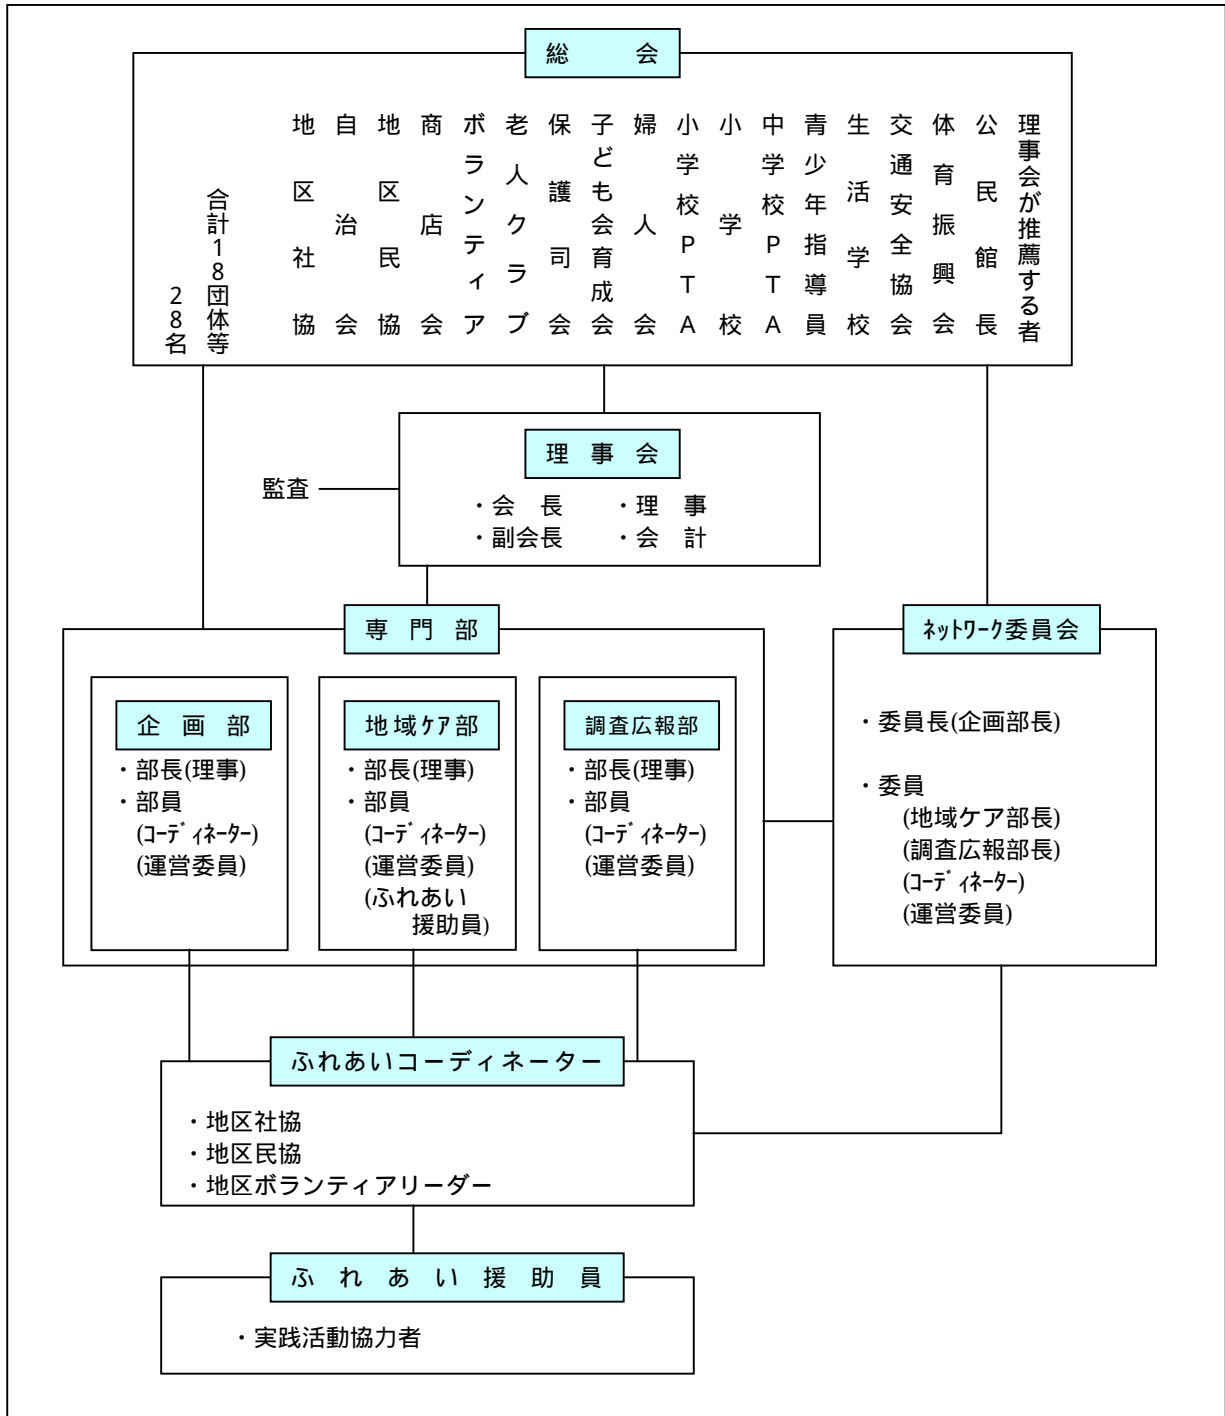 総　会
理事会が推薦する者
公民館長
体育振興会
交通安全協会
生活学校
青少年指導員
中学校ＰＴＡ
小学校
小学校ＰＴＡ
婦人会
子ども会育成会
保護司会
老人クラブ
ボランティア
商店会
地区民協
自治会
地区社協
合計１８団体等
２８名
理事会
・会　長　・理　事
・副会長　・会　計
監査
専門部
企画部
・部長(理事)
・部員
(ｺｰﾃﾞｨﾈｰﾀｰ)
(運営委員)
地域ｹｱ部
・部長(理事)
・部員
(ｺｰﾃﾞｨﾈｰﾀｰ)
(運営委員)
(ふれあい
援助員)
調査広報部
・部長(理事)
・部員
(ｺｰﾃﾞｨﾈｰﾀｰ)
(運営委員)
ﾈｯﾄﾜｰｸ委員会
・委員長(企画部長)
・委員
(地域ケア部長)
(調査広報部長)
(ｺｰﾃﾞｨﾈｰﾀｰ)
(運営委員)
ふれあいコーディネーター
・地区社協
・地区民協
・地区ボランティアリーダー
ふれあい援助員
・実践活動協力者